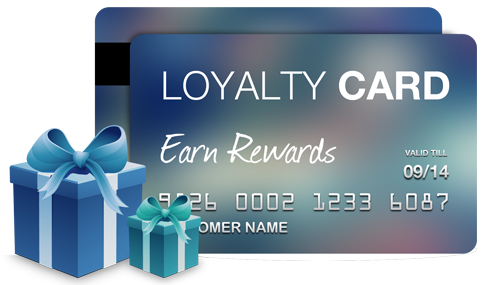 LOYALTY CARD
Earn Rewards
VALID TILL
09/14
9026 0002 1233 6087
OMER NAME